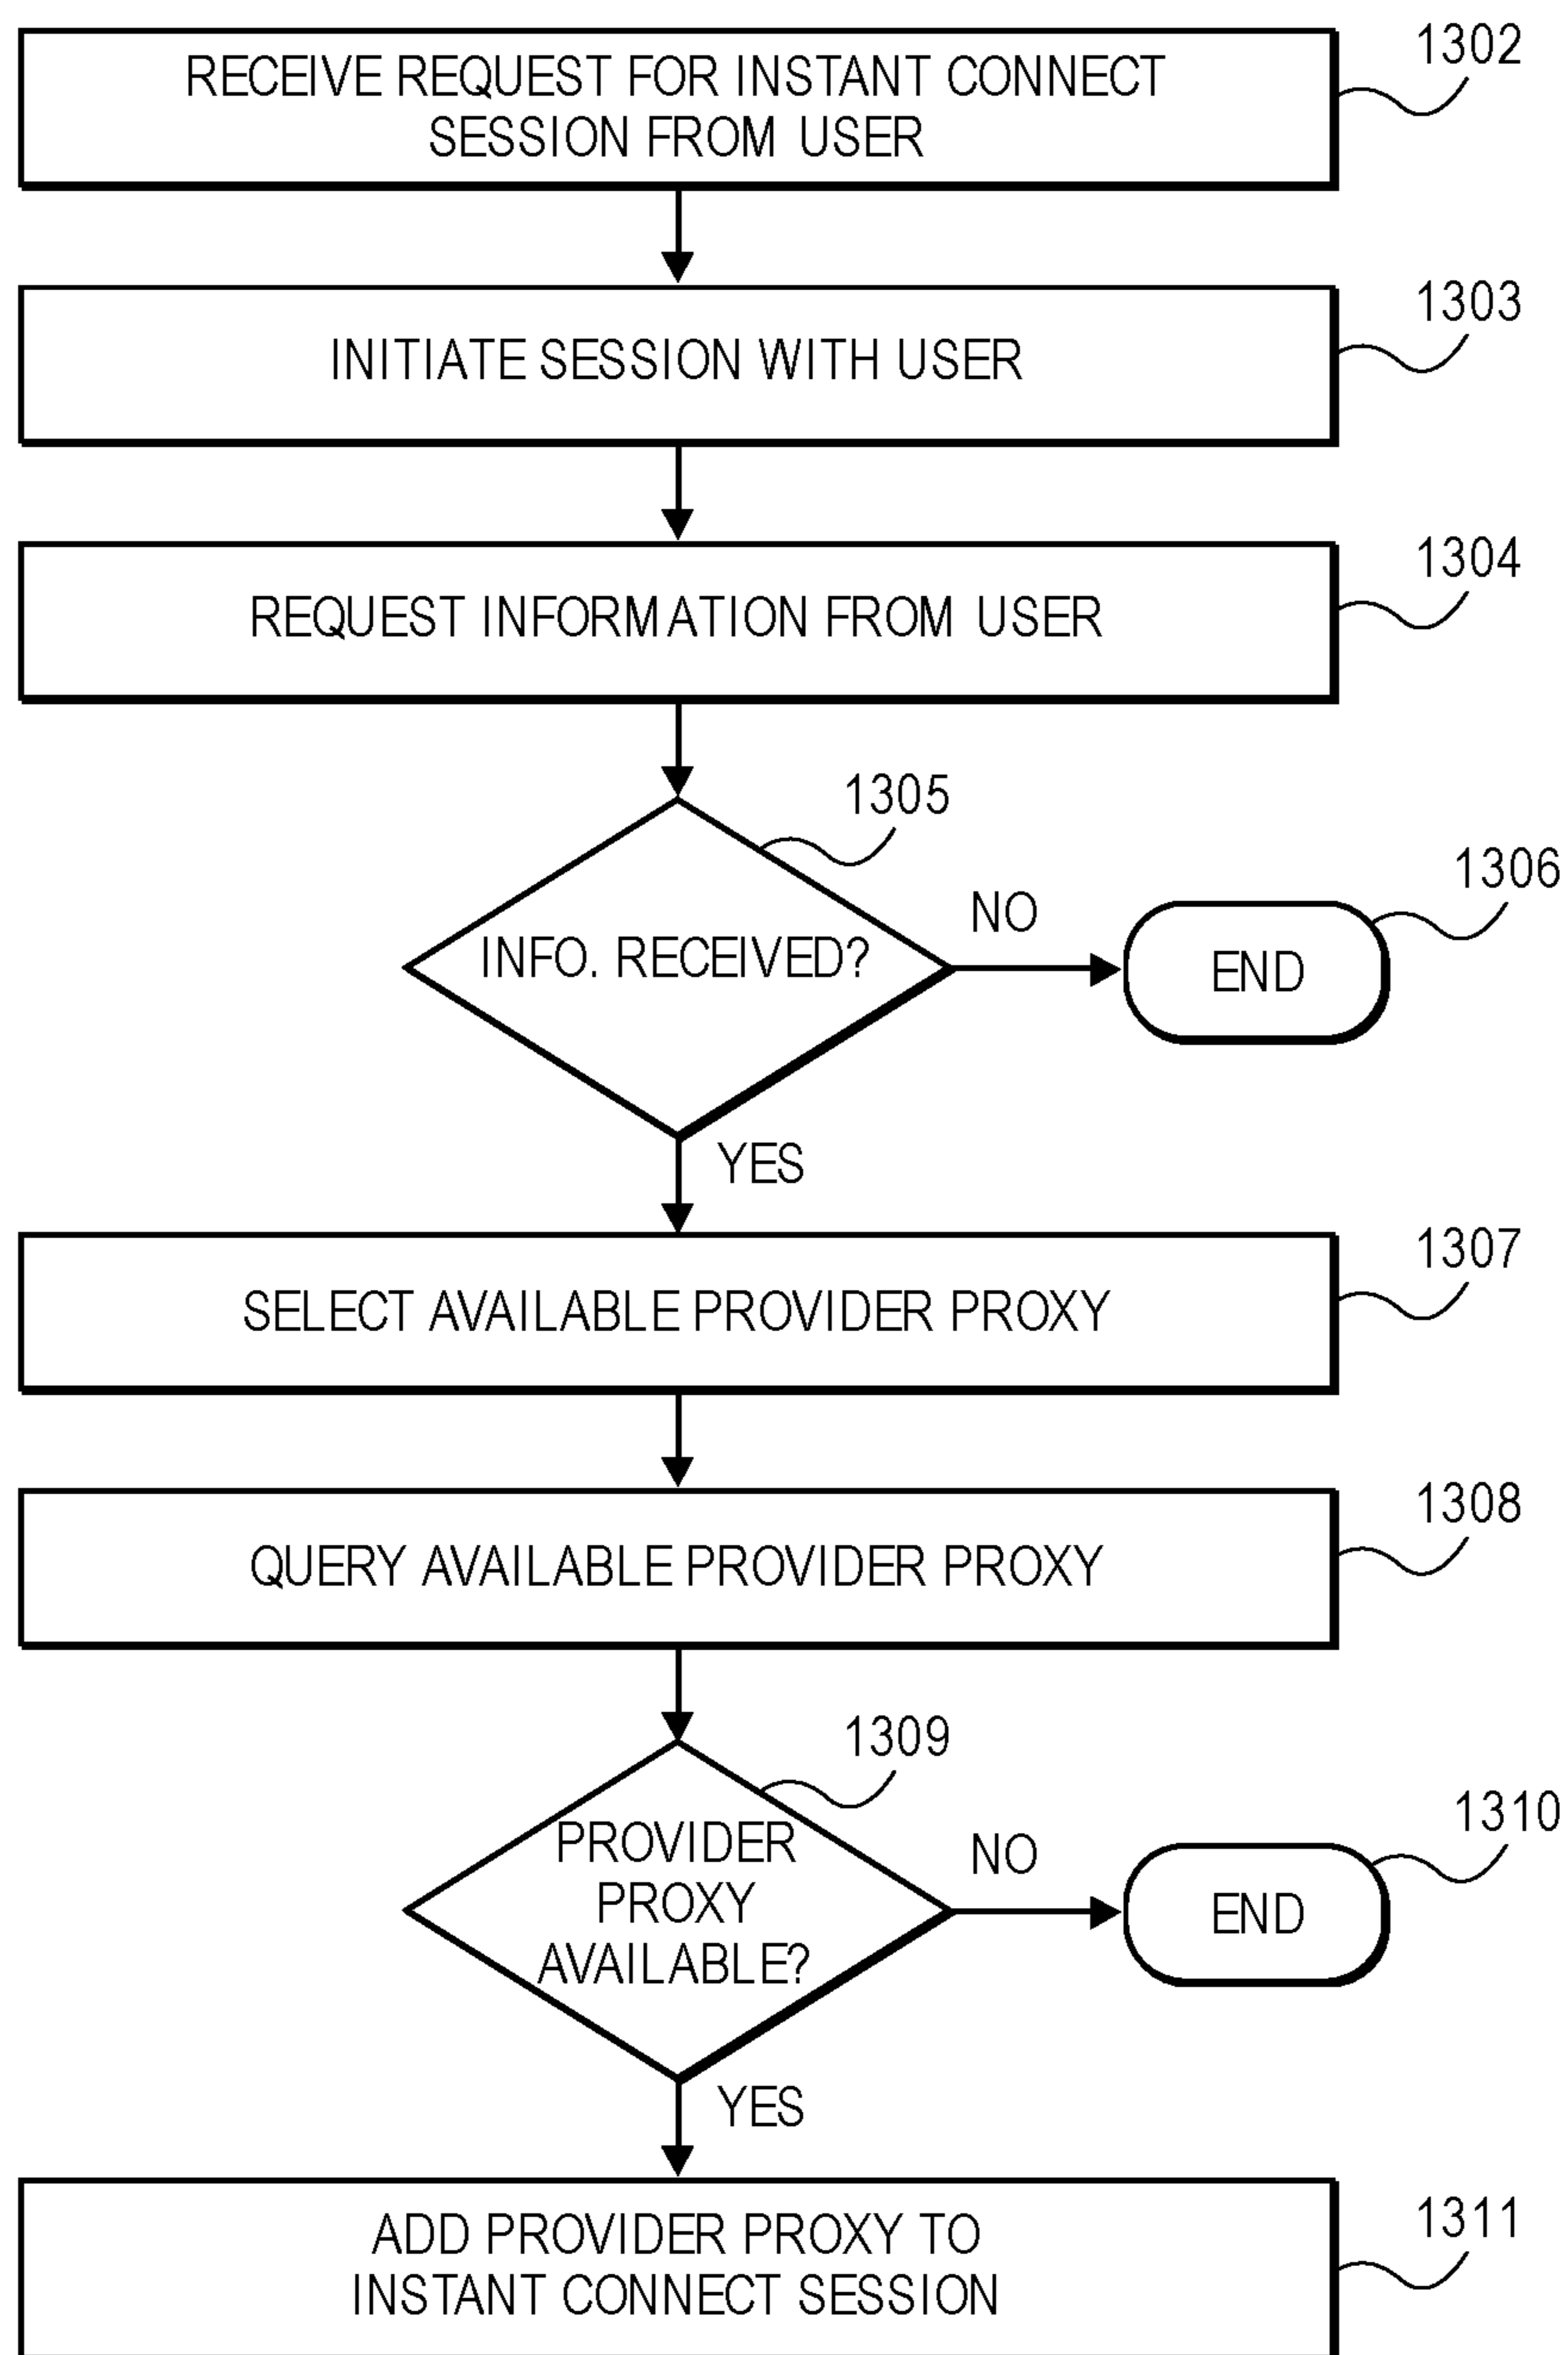 1302
RECEIVE REQUEST FOR INSTANT CONNECT
SESSION FROM USER
1303
INITIATE SESSION WITH USER
1304
REQUEST INFORMATION FROM USER
1305
1306
NO
INFO. RECEIVED?
END
YES
1307
SELECT AVAILABLE PROVIDER PROXY
1308
QUERY AVAILABLE PROVIDER PROXY
1309
1310
PROVIDER
NO
PROXY
END
AVAILABLE?
YES
1311
ADD PROVIDER PROXY TO
INSTANT CONNECT SESSION